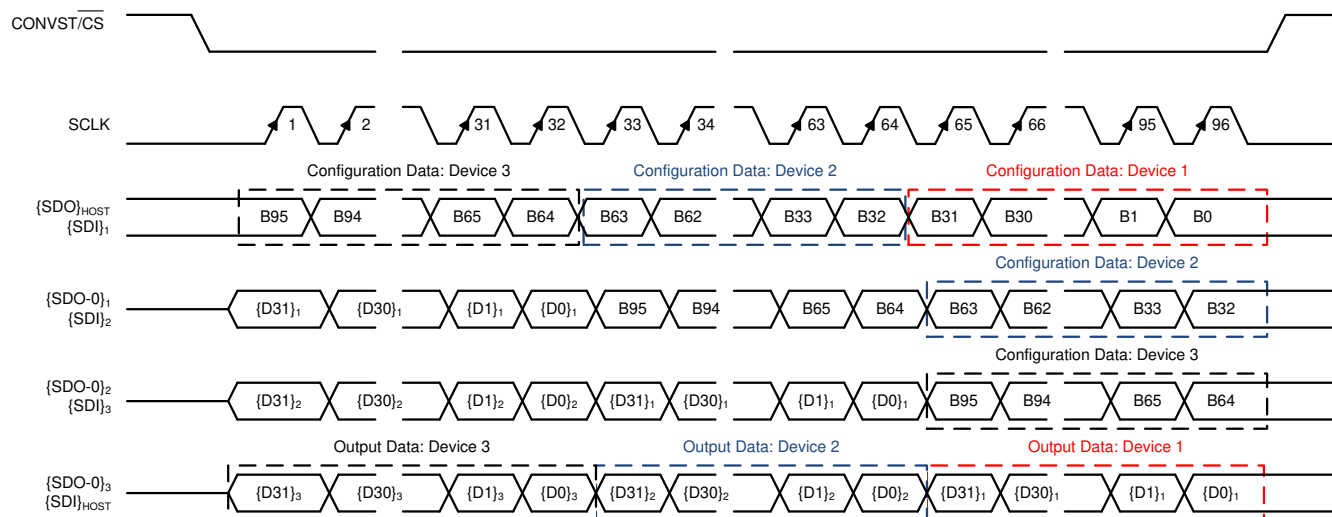 CONVST/CS
SCLK
1 2 31 32 33 34 63 64 65 66 95 96
Configuration Data: Device 3 Configuration Data: Device 2 Configuration Data: Device 1
{SDO}HOST
{SDI}1
B95 B94 B65 B64 B63 B62 B33 B32 B31 B30 B1 B0
Configuration Data: Device 2
{SDO-0}1
{SDI}2
{D31}1 {D30}1 {D1}1 {D0}1 B95 B94 B65 B64 B63 B62 B33 B32
Configuration Data: Device 3
{SDO-0}2
{SDI}3
{D31}2 {D30}2 {D1}2 {D0}2 {D31}1 {D30}1 {D1}1 {D0}1 B95 B94 B65 B64
Output Data: Device 3 Output Data: Device 2 Output Data: Device 1
{SDO-0}3
{SDI}HOST
{D31}3 {D30}3 {D1}3 {D0}3 {D31}2 {D30}2 {D1}2 {D0}2 {D31}1 {D30}1 {D1}1 {D0}1